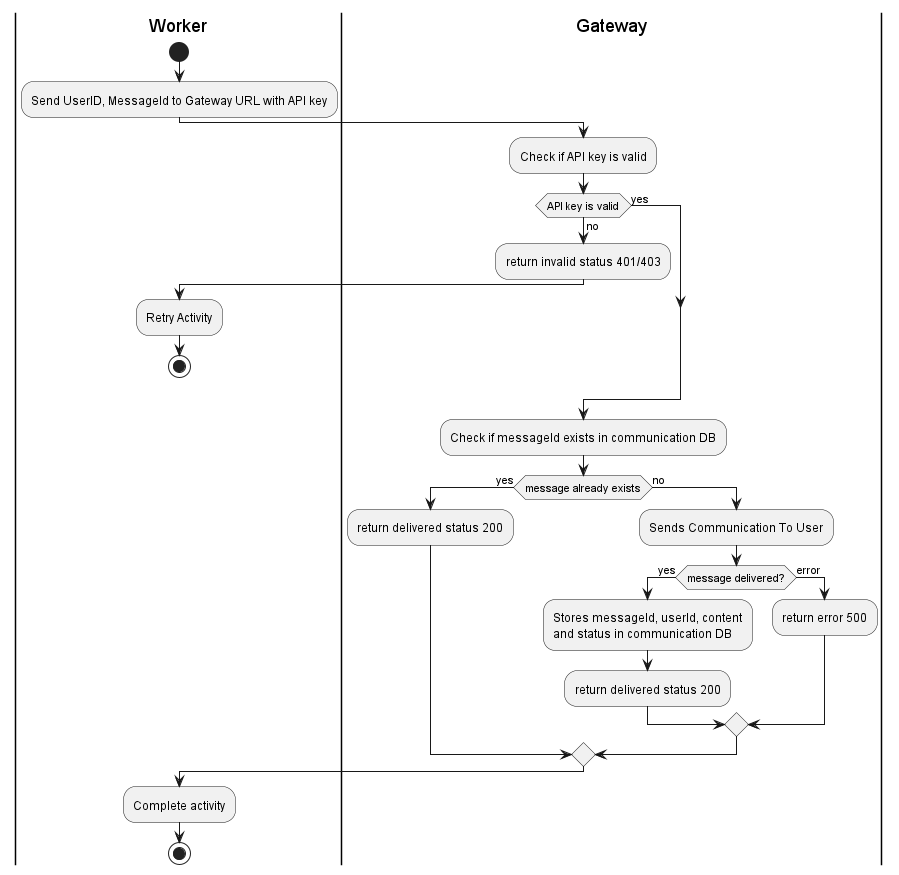 Worker
Gateway
Send UserID, MessageId to Gateway URL with API key
Check if API key is valid
API key is valid
yes
no
return invalid status 401/403
Retry Activity
Check if messageId exists in communication DB
yes
message already exists
no
return delivered status 200
Sends Communication To User
yes
message delivered?
error
Stores messageId, userId, content
and status in communication DB
return error 500
return delivered status 200
Complete activity